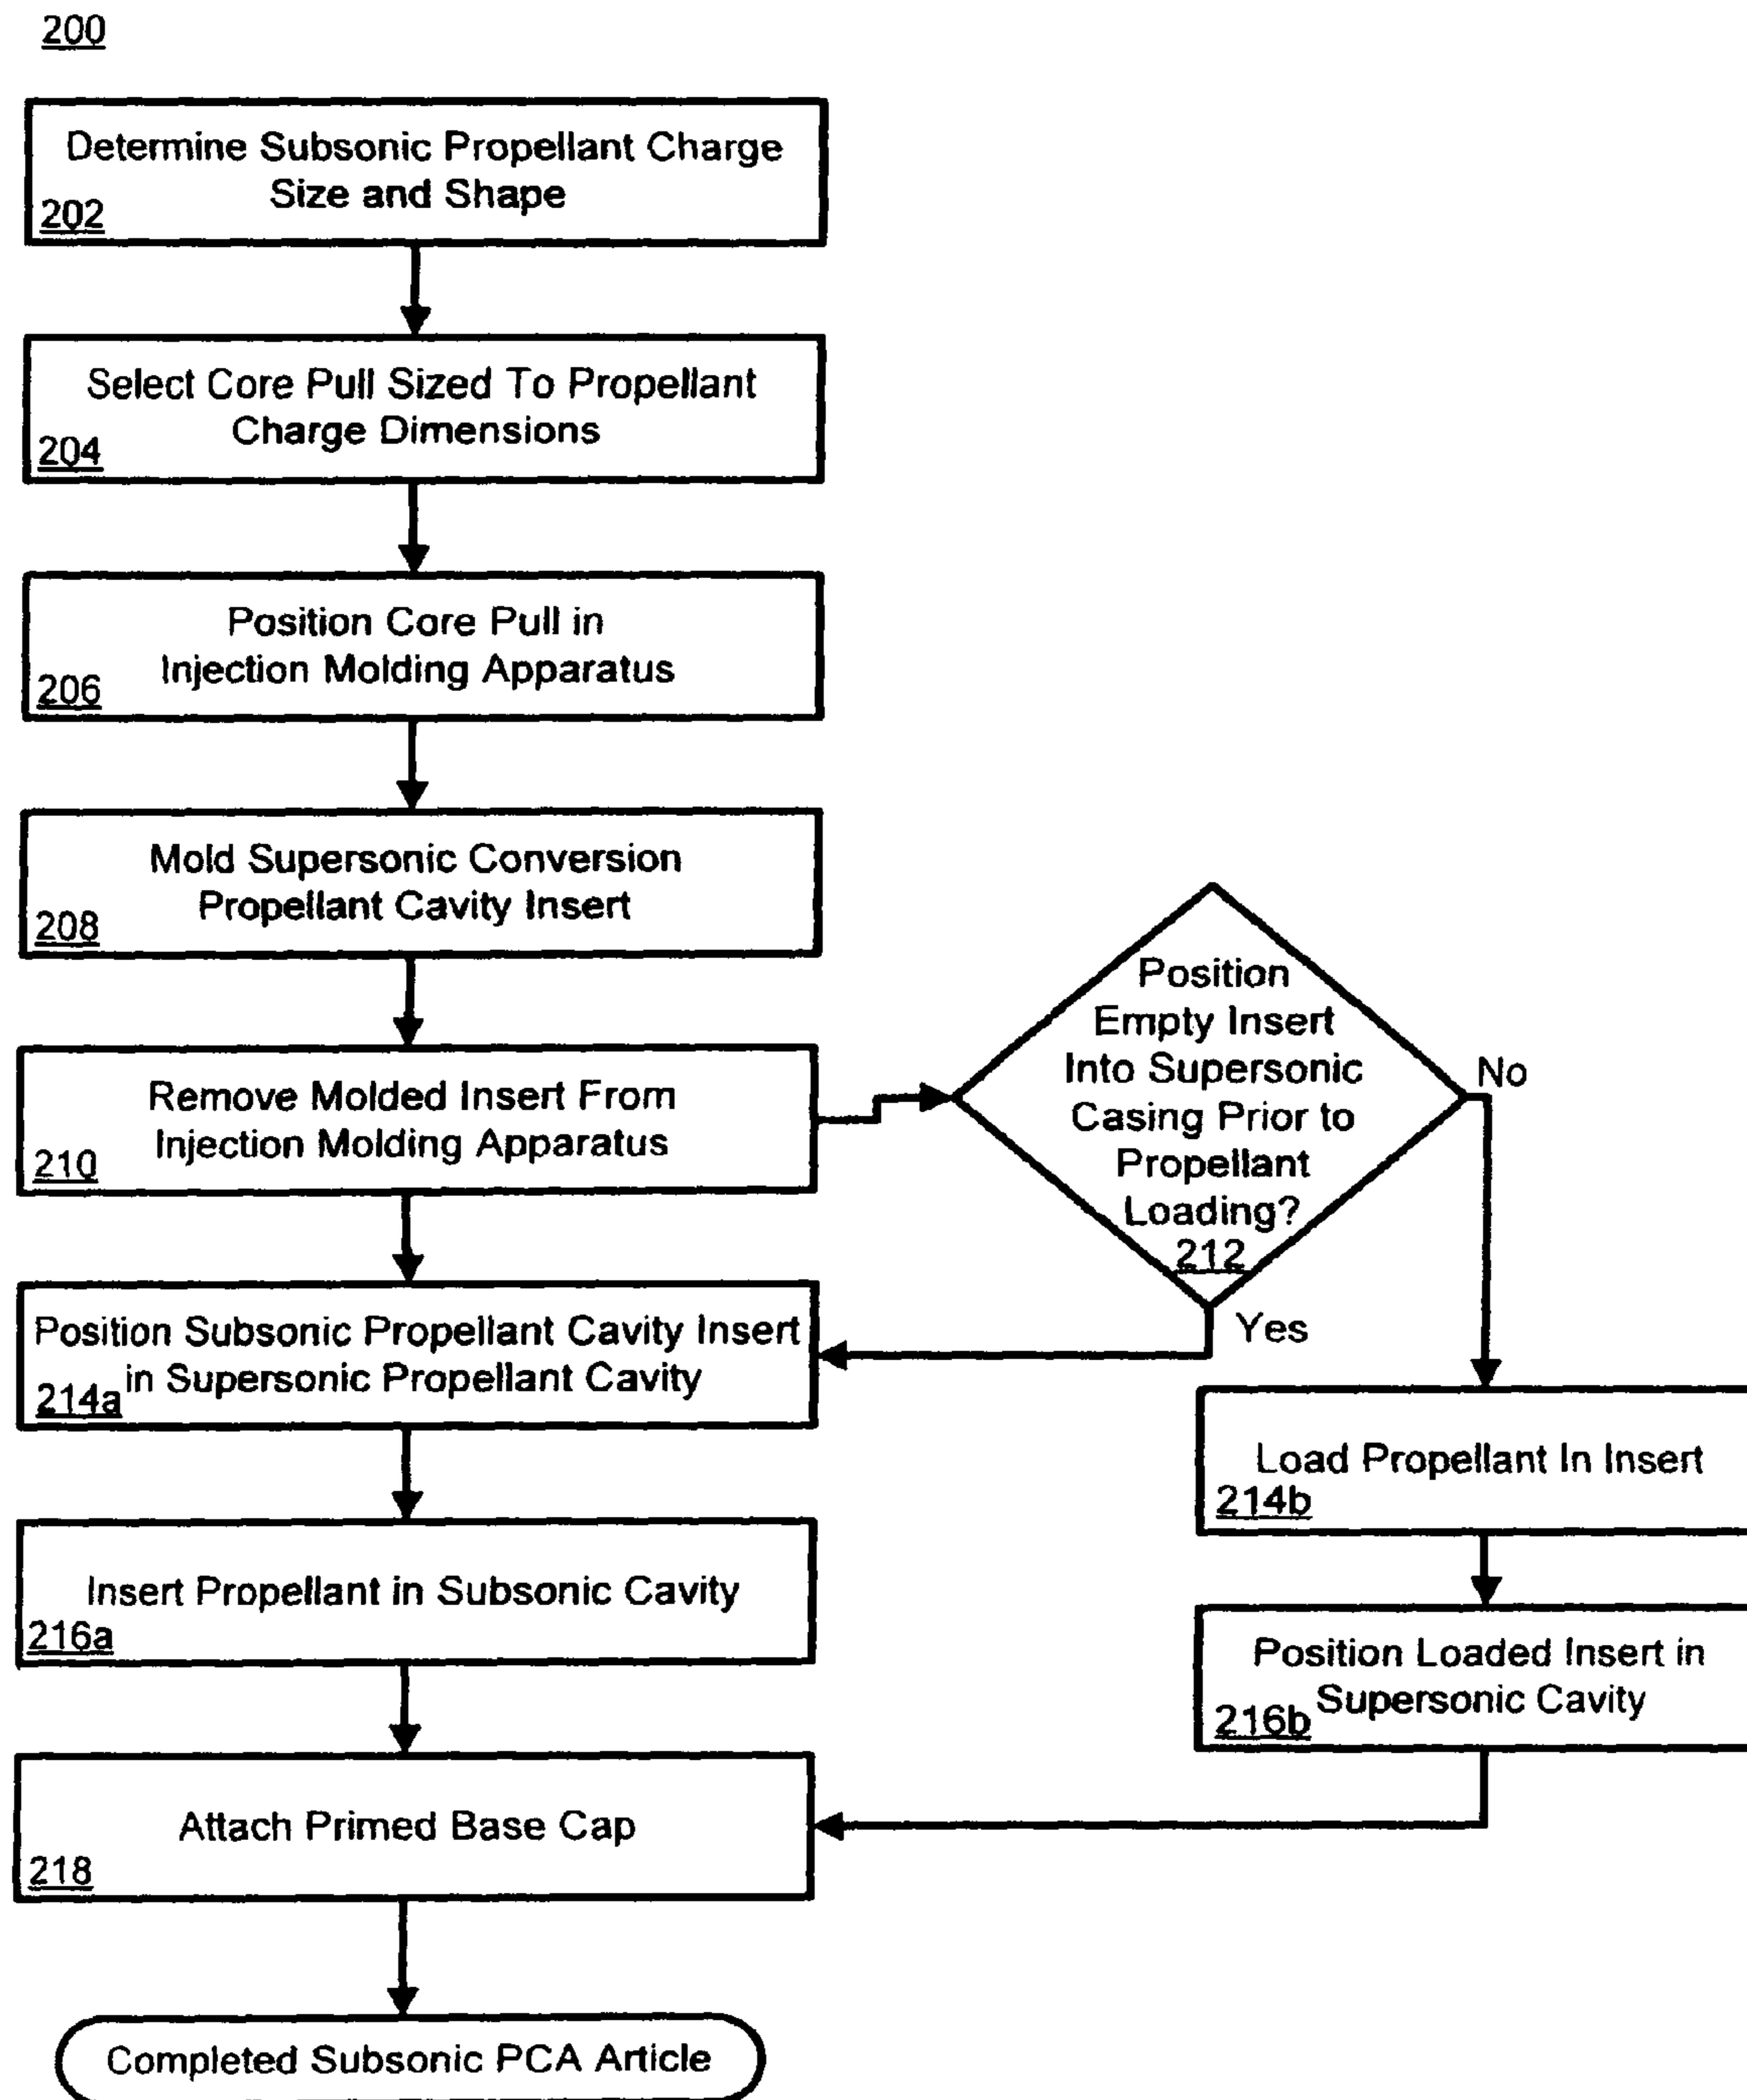 200
Determine Subsonic Propellant Charge
Size and Shape
202
Select Core Pull Sized To Propellant
Charge Dimensions
204
Position Core Pull in
Injection Molding Apparatus
206
Mold Supersonic Conversion
Propellant Cavity Insert
208
Remove Molded Insert From
Injection Molding Apparatus
210
Position
Empty Insert
Into Supersonic
Casing Prior to
Propellant
Loading?
212
No
Yes
Position Subsonic Propellant Cavity Insert
in Supersonic Propellant Cavity
214a
Insert Propellant in Subsonic Cavity
216a
Load Propellant In Insert
214b
Position Loaded Insert in
Supersonic Cavity
216b
Attach Primed Base Cap
218
Completed Subsonic PCA Article